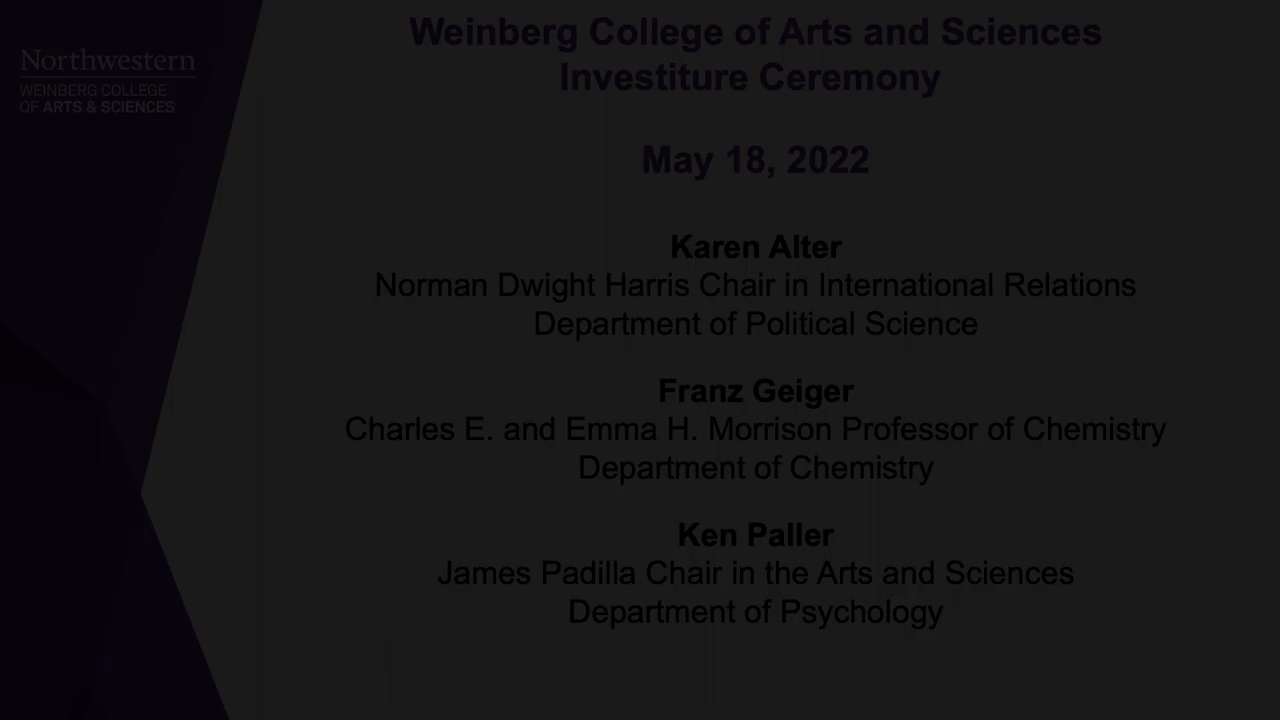 Northwestern
WEINBERG COLLEGE
OF ARTS & SCIENCES
Weinberg College of Arts and Sciences
Investiture Ceremony
May 18, 2022
Karen Alter
Norman Dwight Harris Chair in International Relations
Department of Political Science
Franz Geiger
Charles E. and Emma H. Morrison Professor of Chemistry
Department of Chemistry
Ken Paller
James Padilla Chair in the Arts and Sciences
Department of Psychology